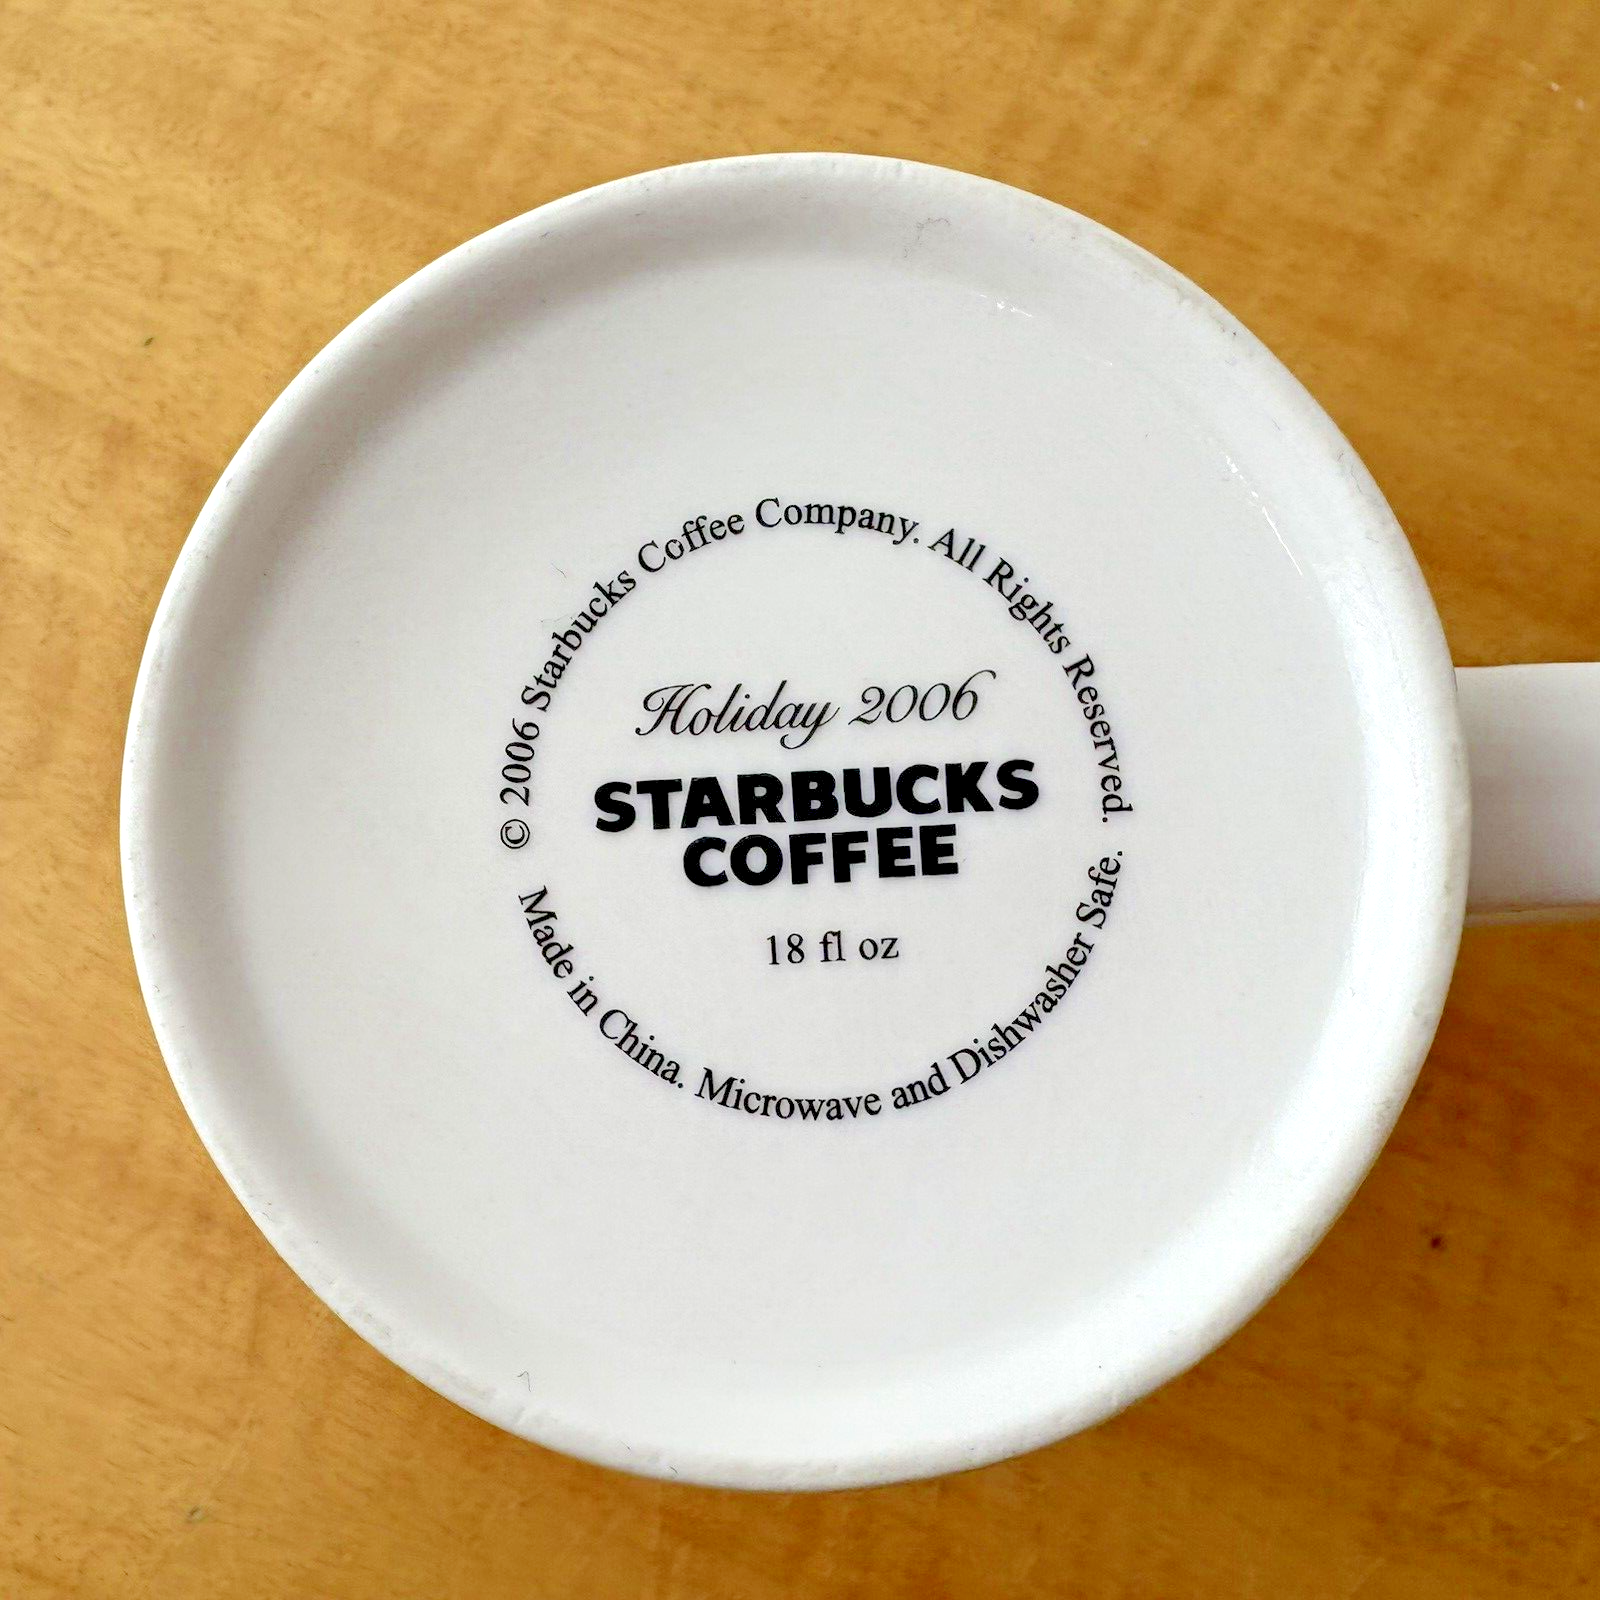 © 2006 Starbucks Coffee Company. All Rights Reserved.
Holiday 2006
STARBUCKS
COFFEE
18 fl oz
Made in China. Microwave and Dishwasher Safe.